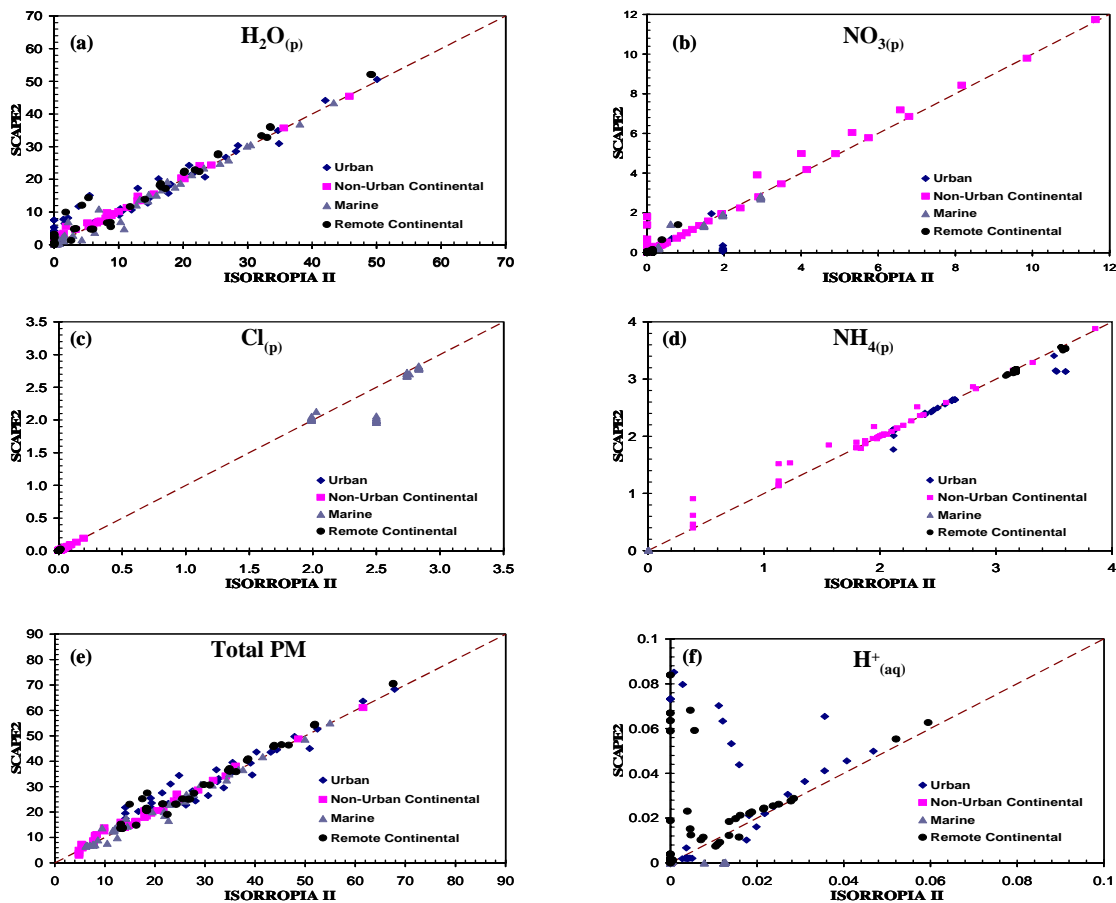 (a) H₂O₍ₚ₎
SCAPE2
70
60
50
40
30
20
10
0
0 10 20 30 40 50 60 70
ISORROPIA II
Urban
Non-Urban Continental
Marine
Remote Continental
(b) NO₃₍ₚ₎
SCAPE2
12
10
8
6
4
2
0
0 2 4 6 8 10 12
ISORROPIA II
Urban
Non-Urban Continental
Marine
Remote Continental
(c) Cl₍ₚ₎
SCAPE2
3.5
3.0
2.5
2.0
1.5
1.0
0.5
0.0
0.0 0.5 1.0 1.5 2.0 2.5 3.0 3.5
ISORROPIA II
Urban
Non-Urban Continental
Marine
Remote Continental
(d) NH₄₍ₚ₎
SCAPE2
4
3
2
1
0
0 1 2 3 4
ISORROPIA II
Urban
Non-Urban Continental
Marine
Remote Continental
(e) Total PM
SCAPE2
90
80
70
60
50
40
30
20
10
0
0 10 20 30 40 50 60 70 80 90
ISORROPIA II
Urban
Non-Urban Continental
Marine
Remote Continental
H⁺₍aq₎ (f)
SCAPE2
0.1
0.08
0.06
0.04
0.02
0
0 0.02 0.04 0.06 0.08 0.1
ISORROPIA II
Urban
Non-Urban Continental
Marine
Remote Continental